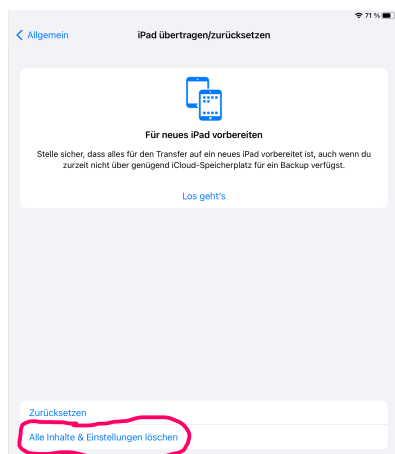 71 %
Allgemein
iPad übertragen/zurücksetzen
Für neues iPad vorbereiten
Stelle sicher, dass alles für den Transfer auf ein neues iPad vorbereitet ist, auch wenn du
zurzeit nicht über genügend iCloud-Speicherplatz für ein Backup verfügst.
Los geht's
Zurücksetzen
Alle Inhalte & Einstellungen löschen